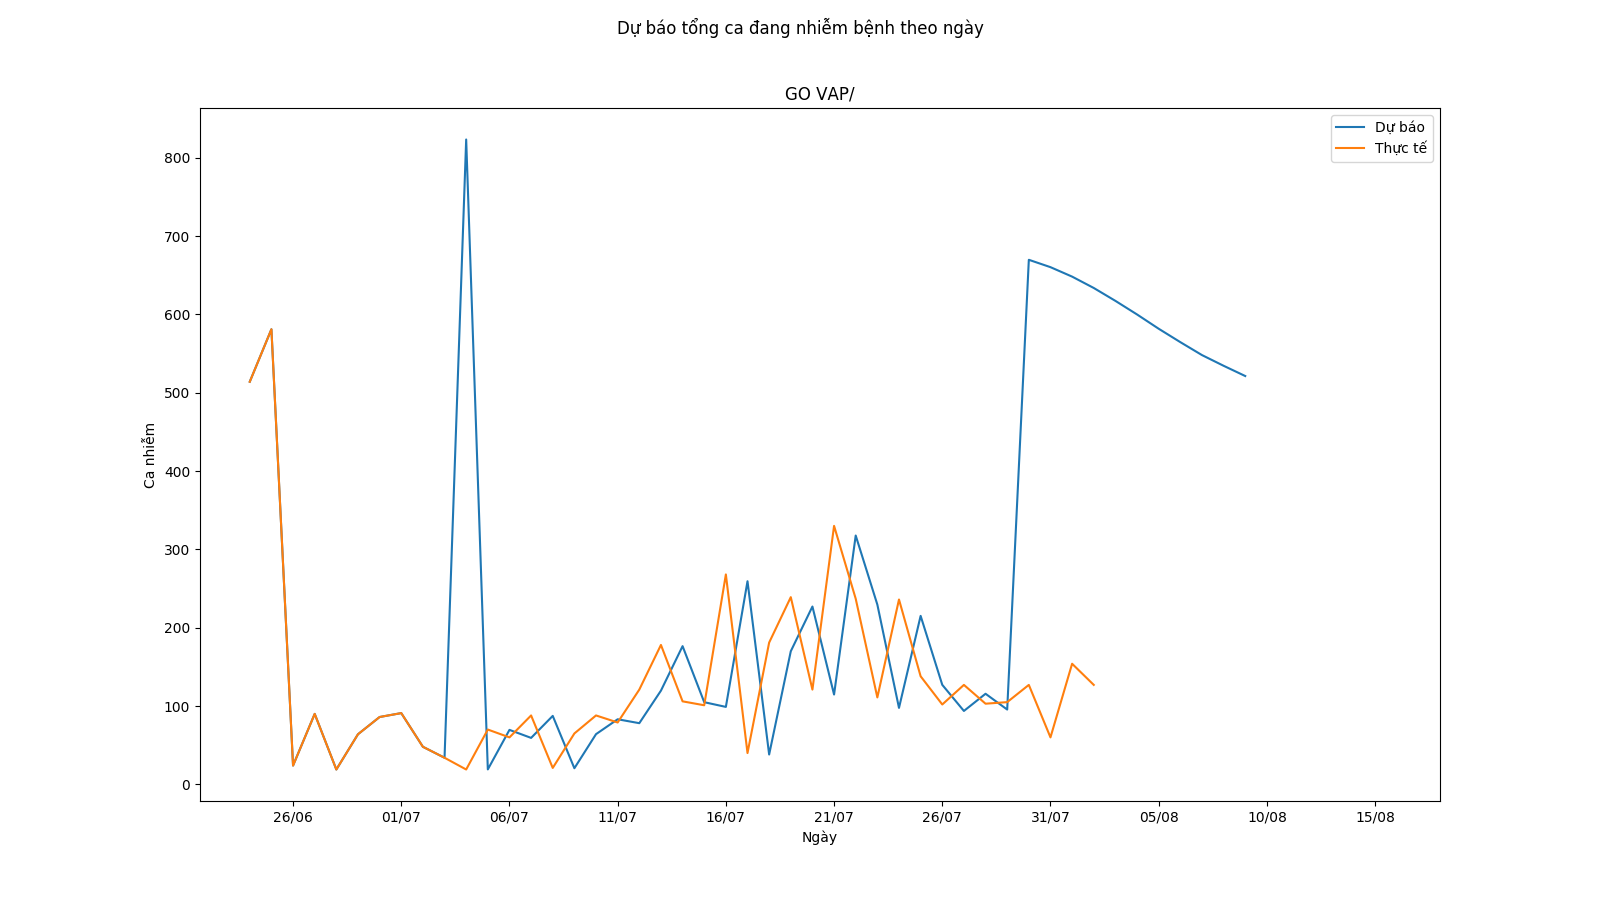 Dự báo tổng ca đang nhiễm bệnh theo ngày
GO VAP/
Dự báo
Thực tế
800
700
600
500
400
300
200
100
0
Ca nhiễm
26/06 01/07 06/07 11/07 16/07 21/07 26/07 31/07 05/08 10/08 15/08
Ngày